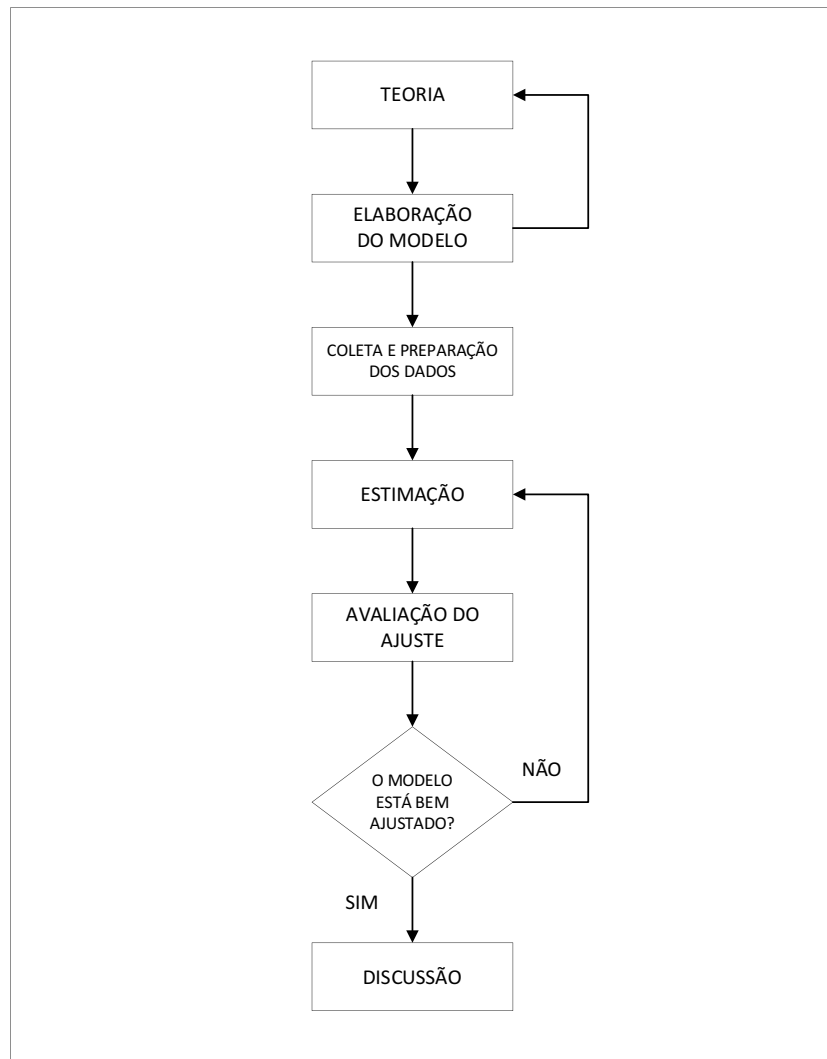 TEORIA
ELABORAÇÃO
DO MODELO
COLETA E PREPARAÇÃO
DOS DADOS
ESTIMAÇÃO
AVALIAÇÃO DO
AJUSTE
O MODELO
ESTÁ BEM
AJUSTADO?
NÃO
SIM
DISCUSSÃO